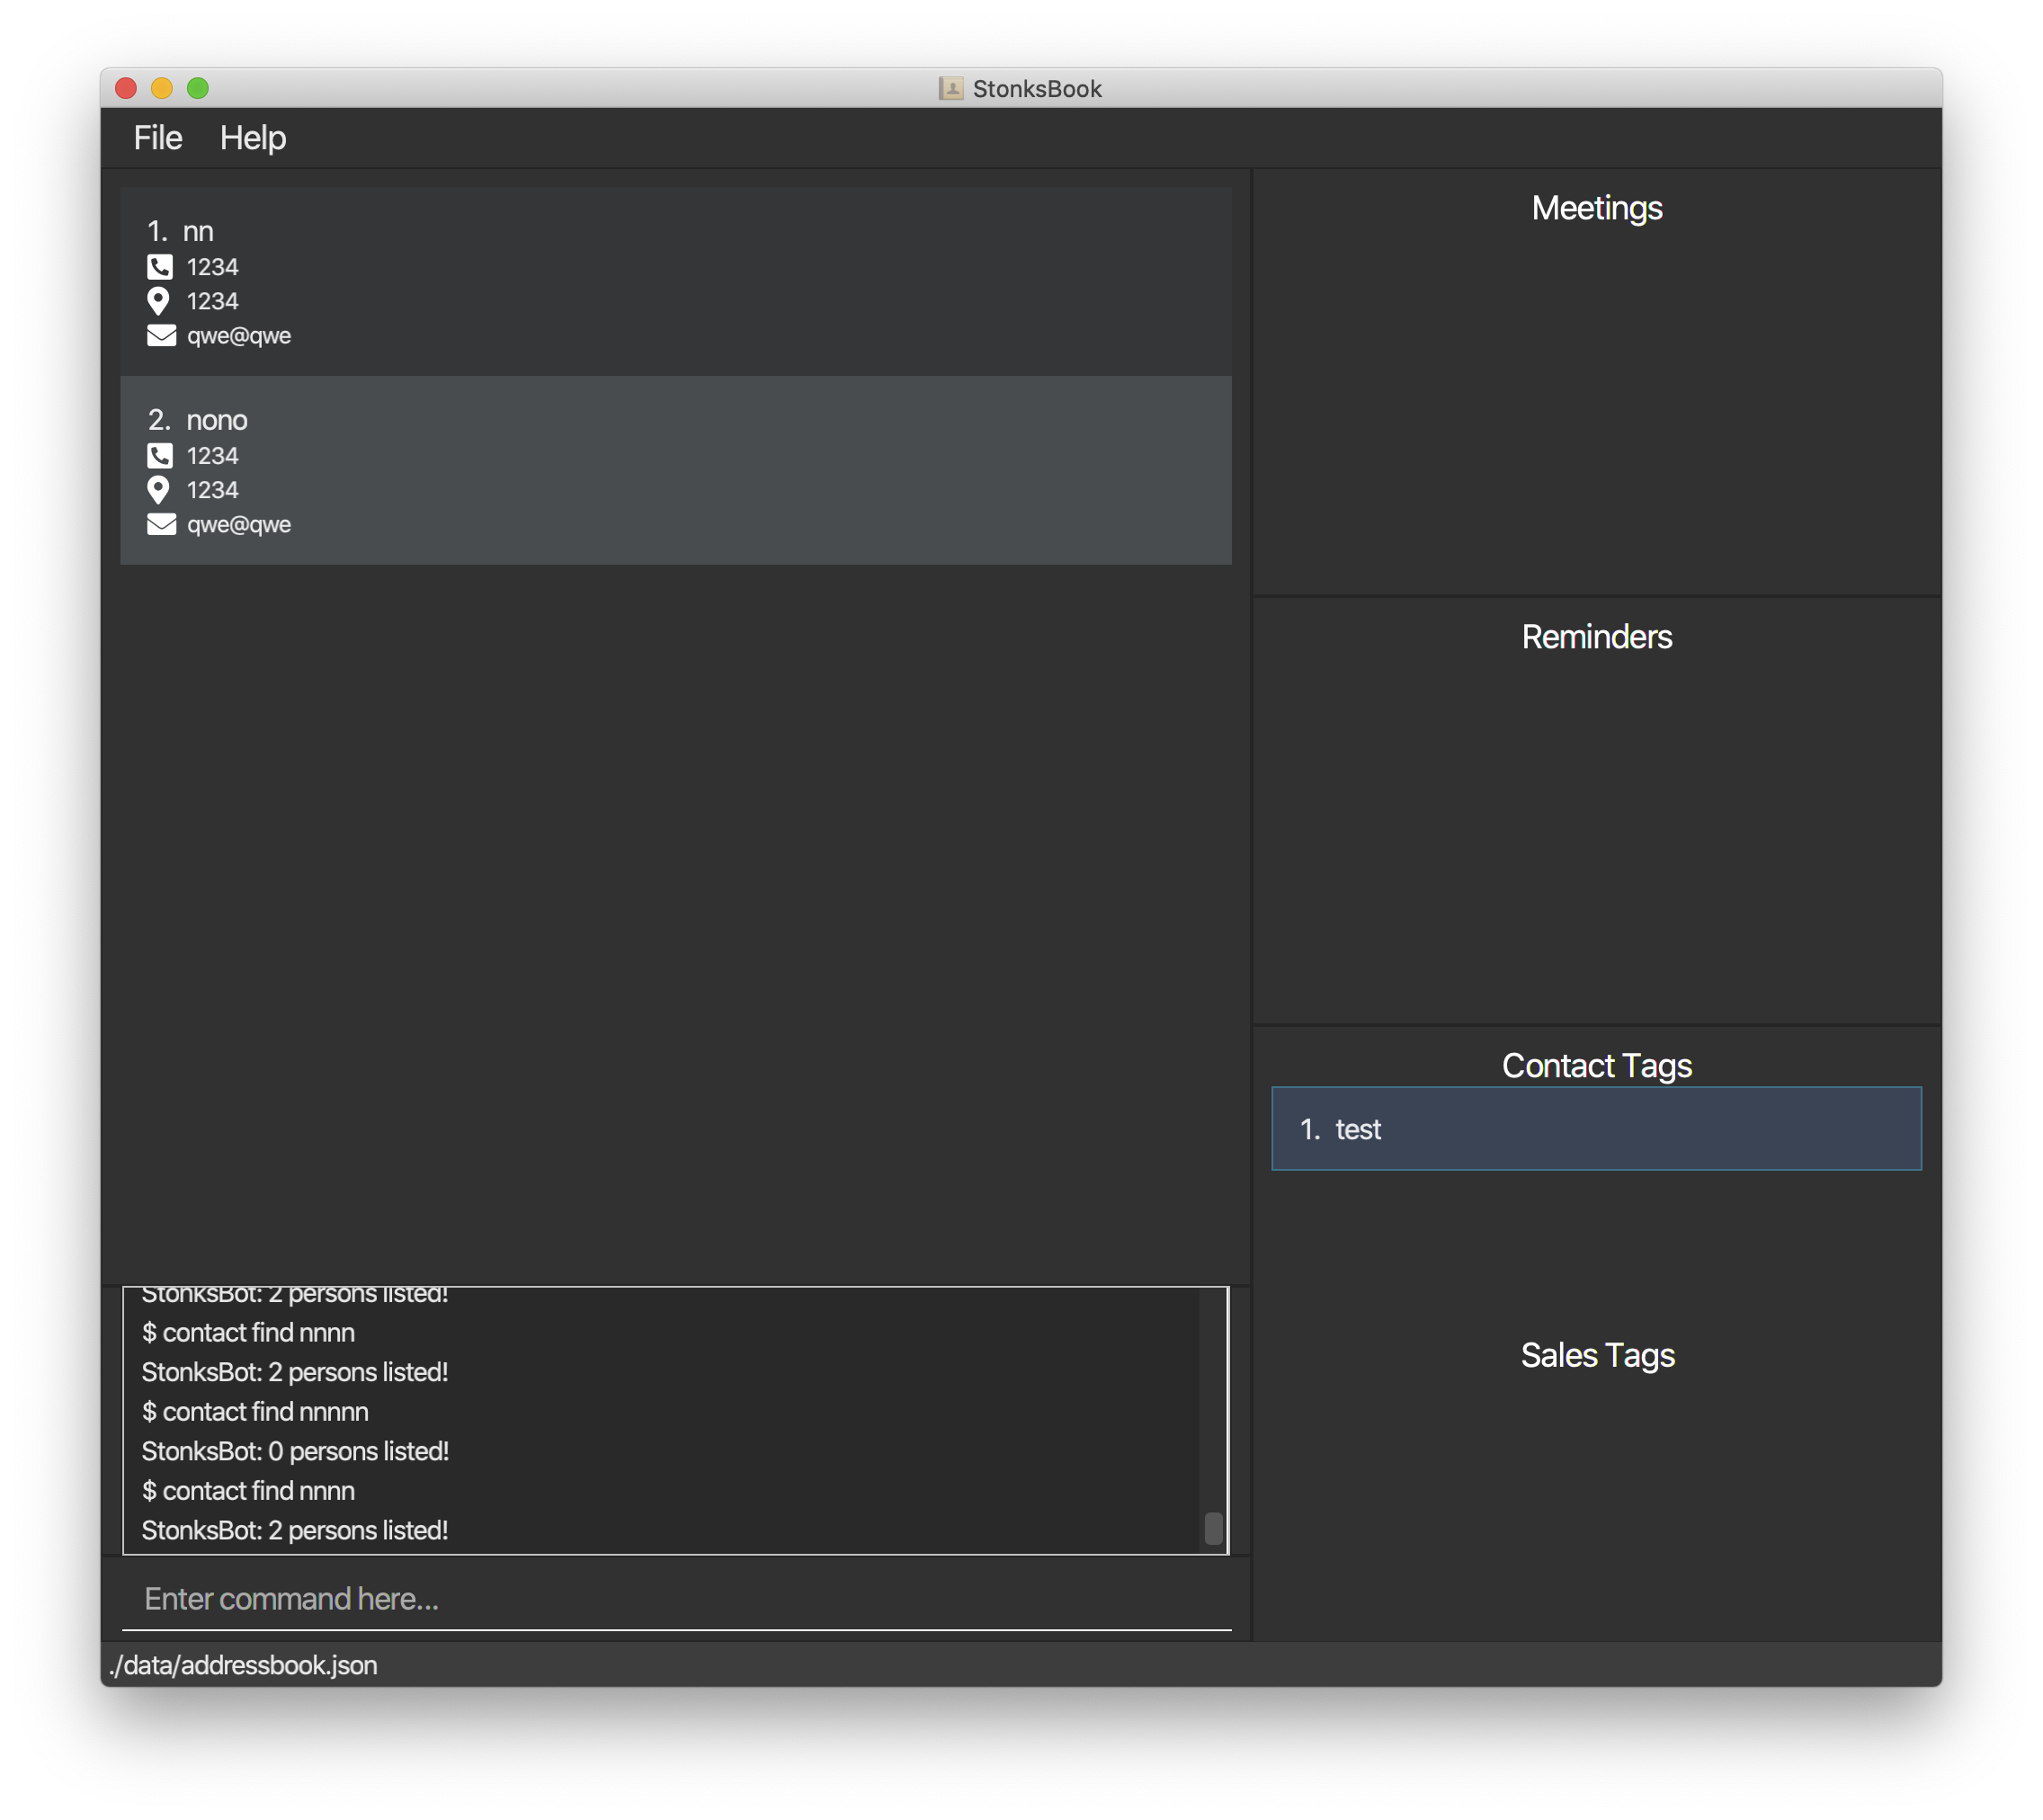 StonksBook
File Help
1. nn
1234
1234
qwe@qwe
2. nono
1234
1234
qwe@qwe
StonksBot: 2 persons listed!
$ contact find nnnn
StonksBot: 2 persons listed!
$ contact find nnnnn
StonksBot: 0 persons listed!
$ contact find nnnn
StonksBot: 2 persons listed!
Enter command here...
Meetings
Reminders
Contact Tags
1. test
Sales Tags
./data/addressbook.json